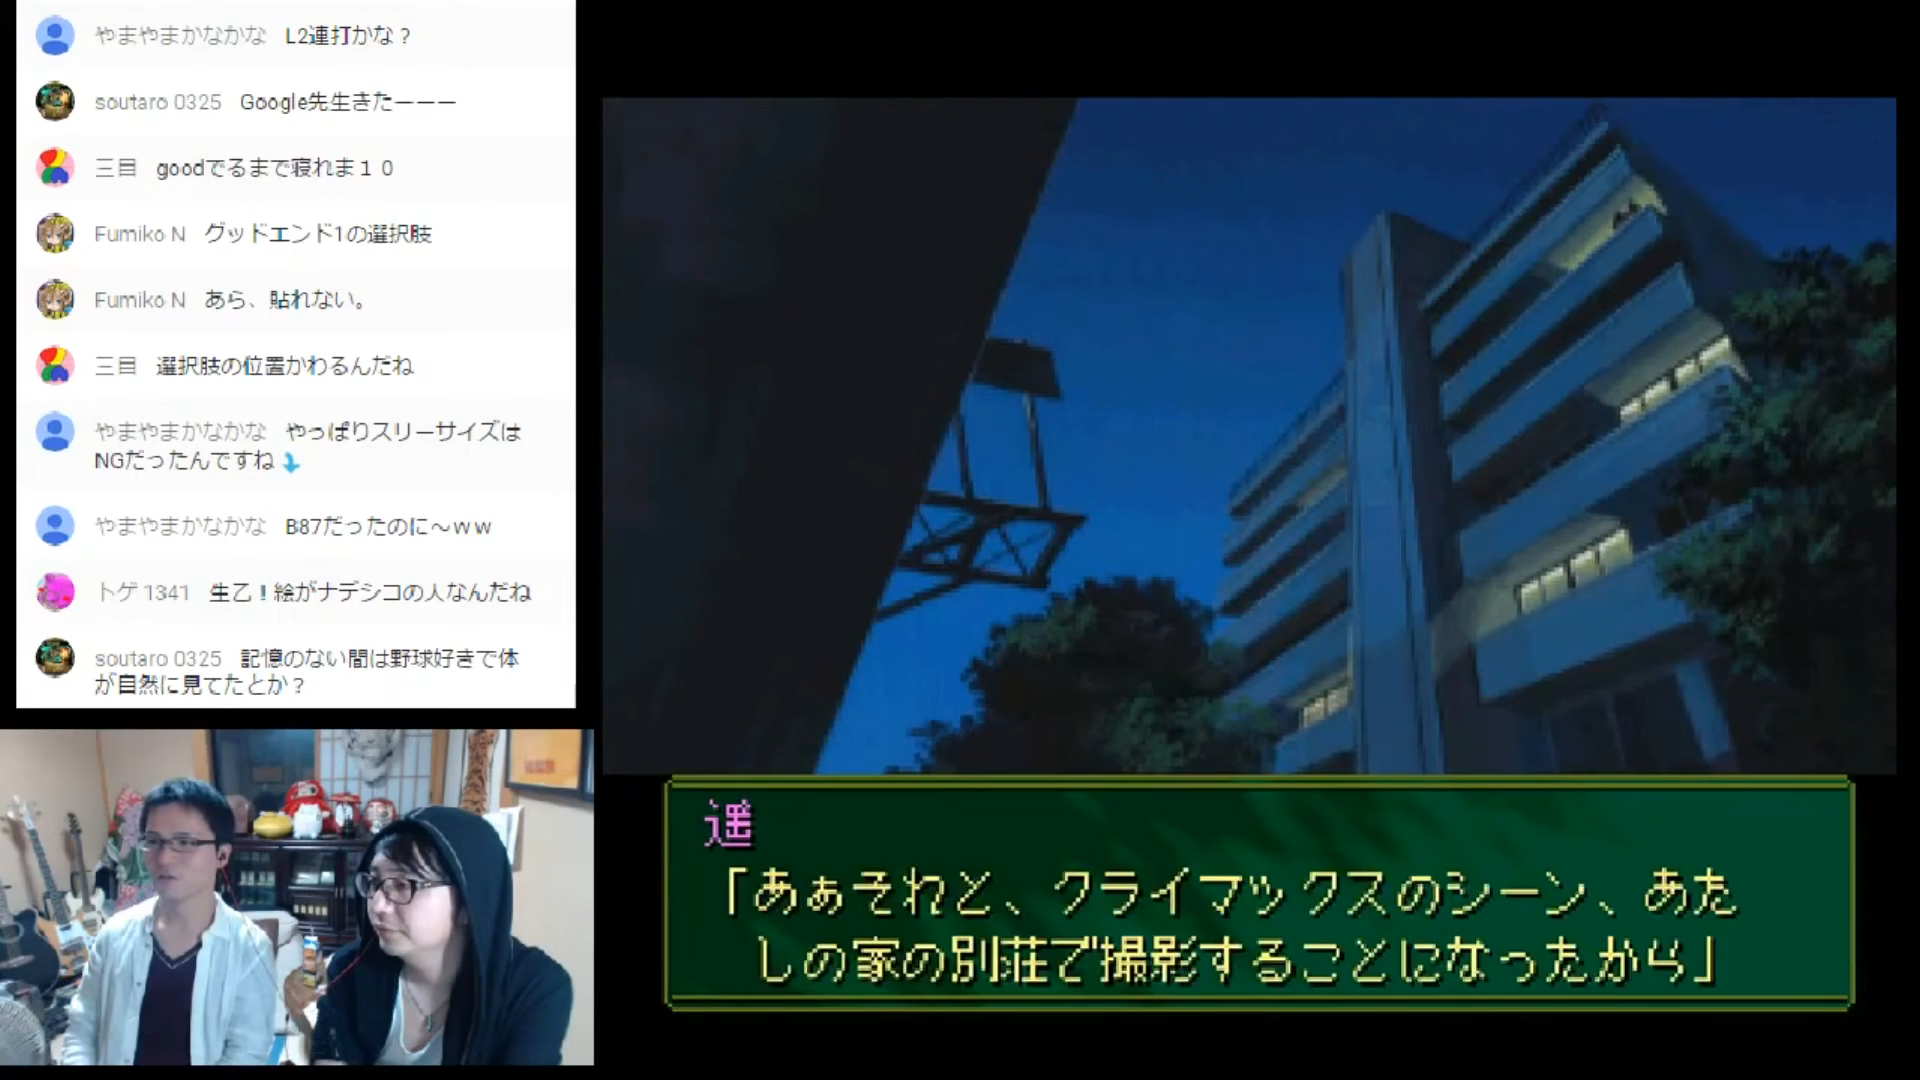 やまやまかなかな L2連打かな？
soutaro 0325 Google先生きたーーー
三目 goodでるまで寝れま１０
Fumiko N グッドエンド1の選択肢
Fumiko N あら、貼れない。
三目 選択肢の位置かわるんだね
やまやまかなかな やっぱりスリーサイズは
NGだったんですね
やまやまかなかな B87だったのに～ｗｗ
トゲ 1341 生乙！絵がナデシコの人なんだね
soutaro 0325 記憶のない間は野球好きで体
が自然に見てたとか？
遥
「あぁそれと、クライマックスのシーン、あた
しの家の別荘で撮影することになったから」